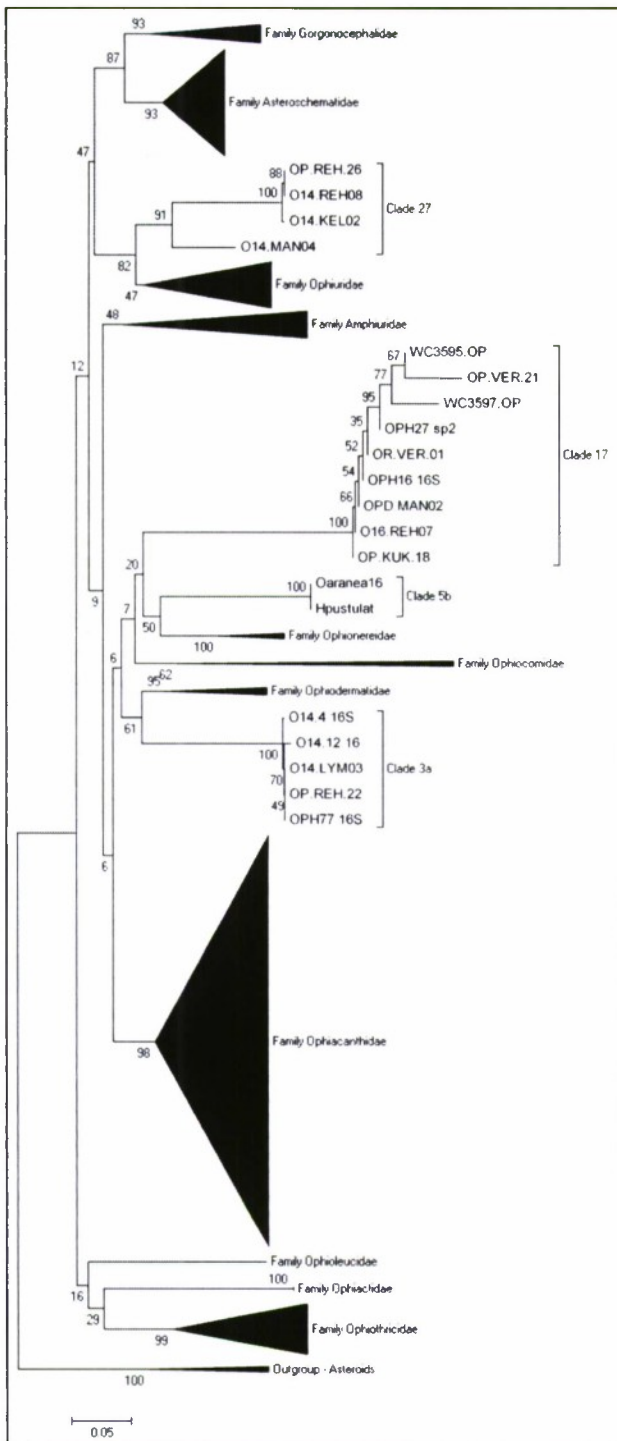 93
Family Gorgonocephalidae
87
Family Asteroschematidae
93
47
88 OP.REH.26
100 O14.REH08
O14.KEL02
Clade 27
91
O14.MAN04
82
Family Ophiuridae
47
48
Family Amphiuridae
12
67 WC3595.OP
77 OP.VER.21
95 WC3597.OP
35 OPH27 sp2
52 OR.VER.01
Clade 17
54 OPH16 16S
66 OPD MAN02
100 O16.REH07
OP.KUK.18
20
100 Oaranea16
Hpustulat
Clade 5b
9
7
50
100
Family Ophionereidae
6
Family Ophiocomidae
95 62
Family Ophiodermatidae
61
O14.4 16S
100 O14.12 16
O14.LYM03
Clade 3a
70 OP.REH.22
49 OPH77 16S
6
98
Family Ophiacanthidae
Family Ophioleucidae
16
100
Family Ophiactidae
29
99
Family Ophiothricidae
100
Outgroup - Asteroids
0.05